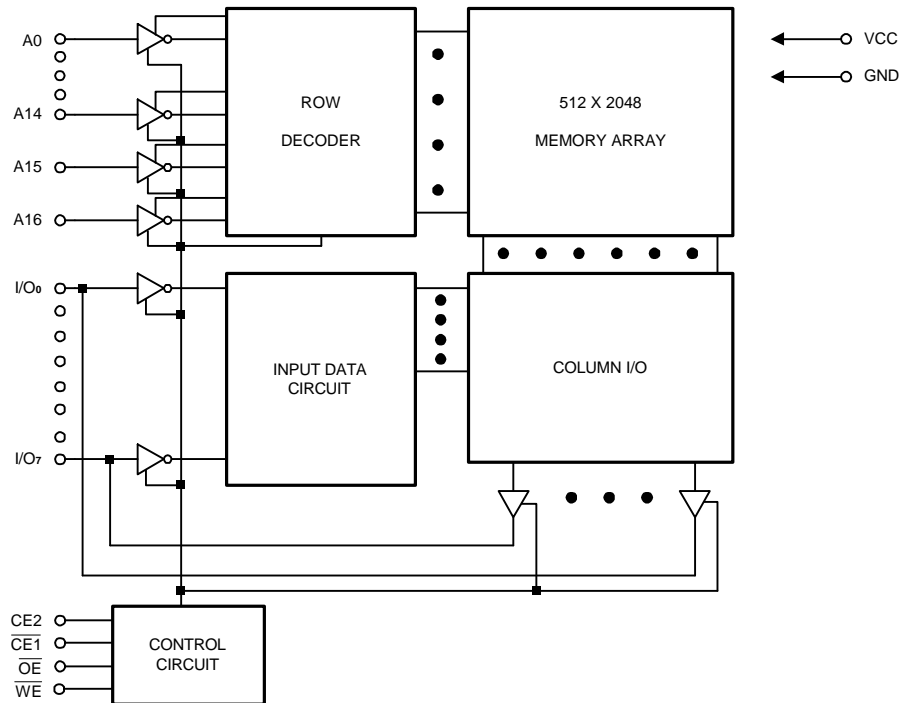 A0
A14
A15
A16
ROW
DECODER
512 X 2048
MEMORY ARRAY
VCC
GND
I/O0
I/O7
INPUT DATA
CIRCUIT
COLUMN I/O
CE2
CE1
OE
WE
CONTROL
CIRCUIT